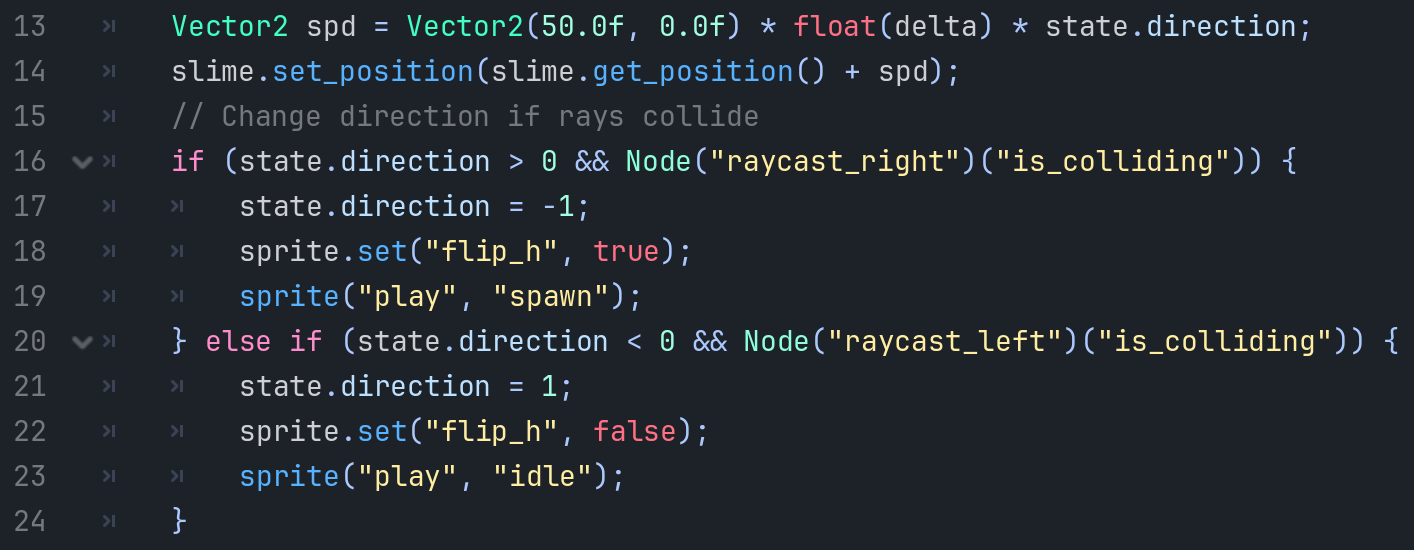 13 Vector2 spd = Vector2(50.0f, 0.0f) * float(delta) * state.direction;
14 slime.set_position(slime.get_position() + spd);
15 // Change direction if rays collide
16 if (state.direction > 0 && Node("raycast_right")("is_colliding")) {
17 state.direction = -1;
18 sprite.set("flip_h", true);
19 sprite("play", "spawn");
20 } else if (state.direction < 0 && Node("raycast_left")("is_colliding")) {
21 state.direction = 1;
22 sprite.set("flip_h", false);
23 sprite("play", "idle");
24 }